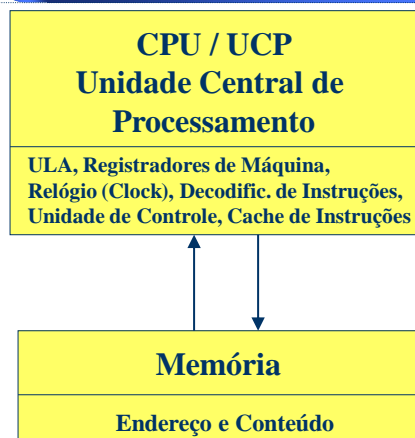 CPU / UCP
Unidade Central de
Processamento
ULA, Registradores de Máquina,
Relógio (Clock), Decodific. de Instruções,
Unidade de Controle, Cache de Instruções
Memória
Endereço e Conteúdo